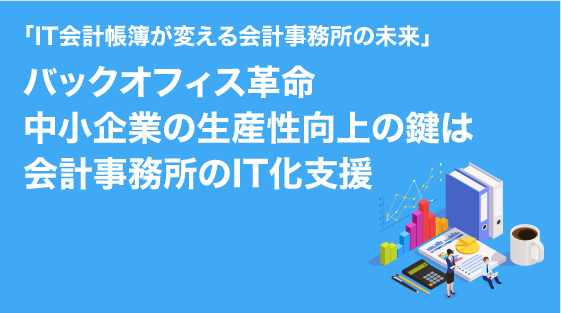 「IT会計帳簿が変える会計事務所の未来」
バックオフィス革命
中小企業の生産性向上の鍵は
会計事務所のIT化支援